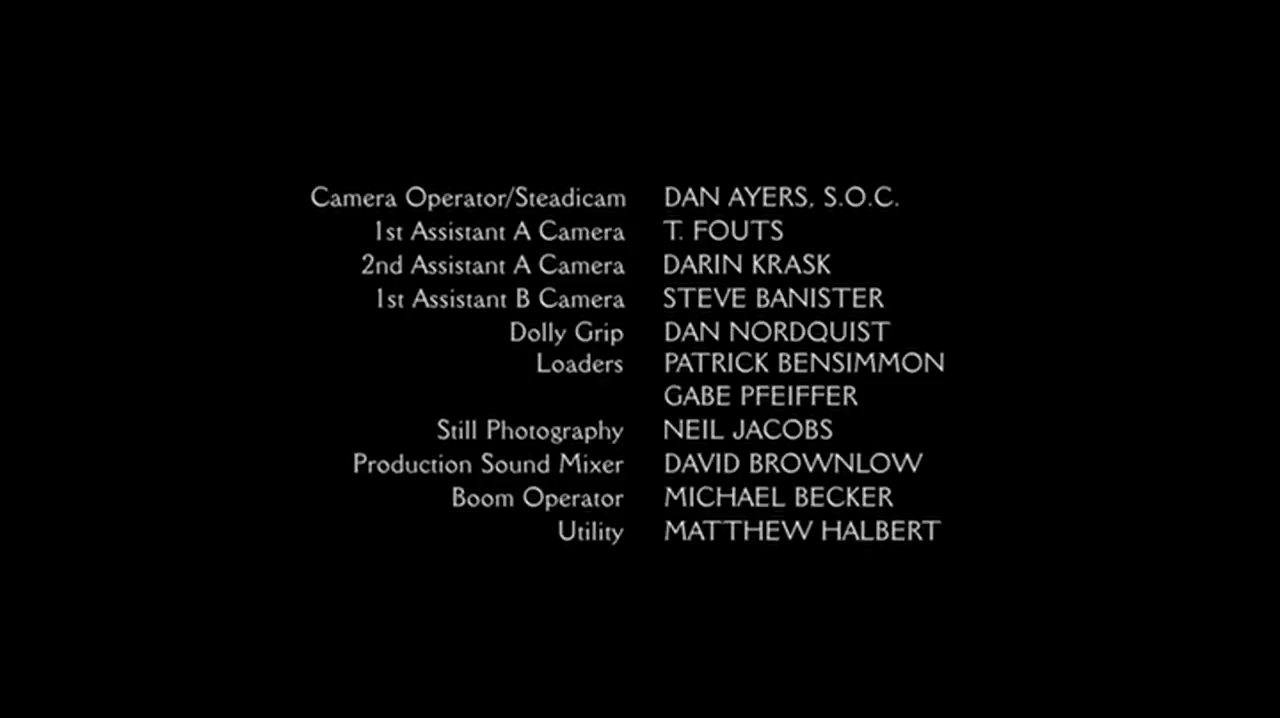 Camera Operator/Steadicam DAN AYERS, S.O.C.
1st Assistant A Camera T. FOUTS
2nd Assistant A Camera DARIN KRASK
1st Assistant B Camera STEVE BANISTER
Dolly Grip DAN NORDQUIST
Loaders PATRICK BENSIMMON
GABE PFEIFFER
Still Photography NEIL JACOBS
Production Sound Mixer DAVID BROWNLOW
Boom Operator MICHAEL BECKER
Utility MATTHEW HALBERT